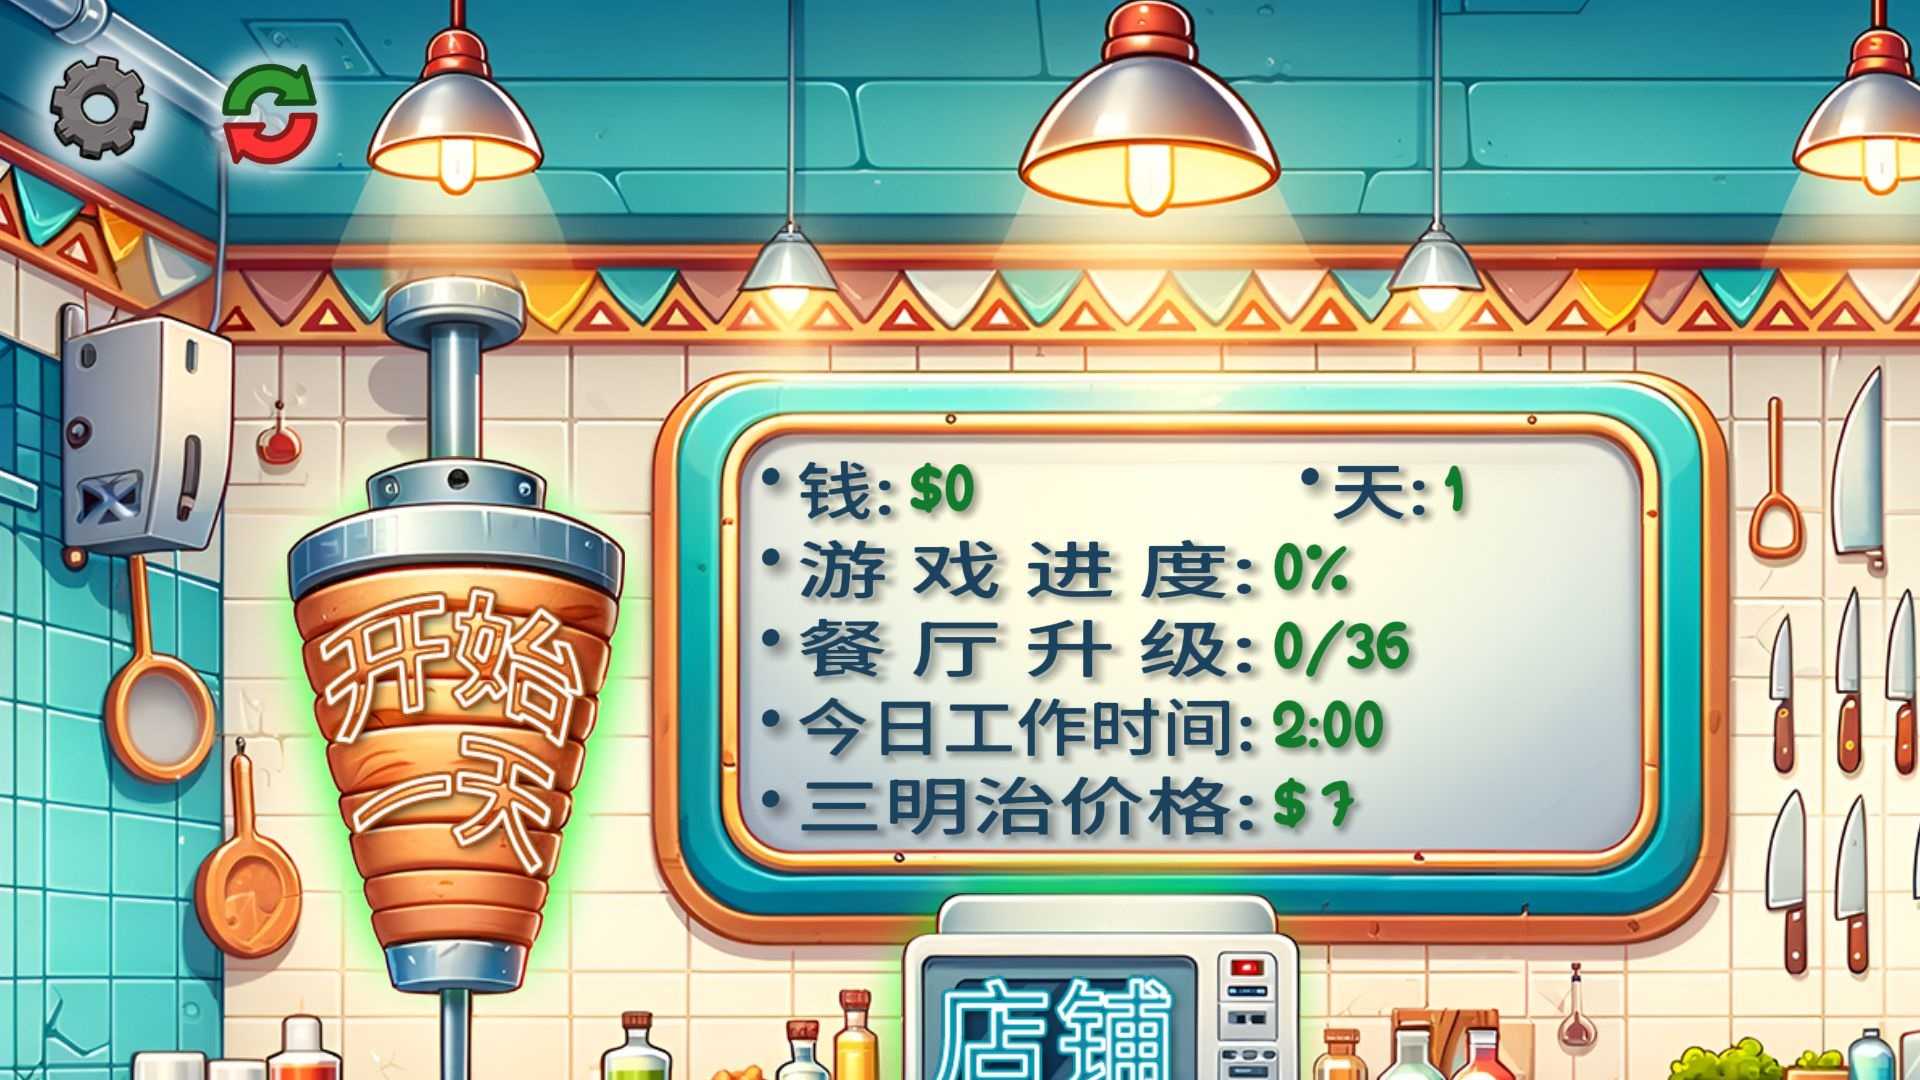 钱: $0
天: 1
游戏进度: 0%
餐厅升级: 0/36
今日工作时间: 2:00
三明治价格: $ 7
开始
一天
店铺